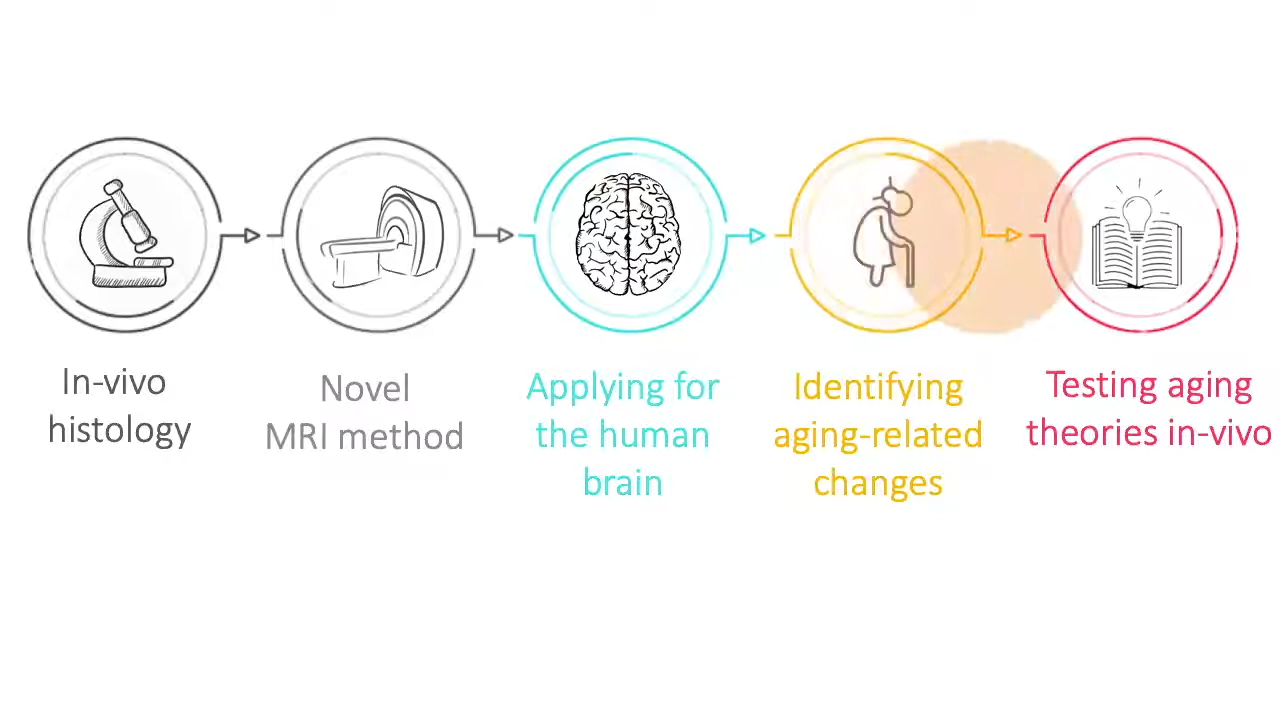 In-vivo
histology
Novel
MRI method
Applying for
the human
brain
Identifying
aging-related
changes
Testing aging
theories in-vivo